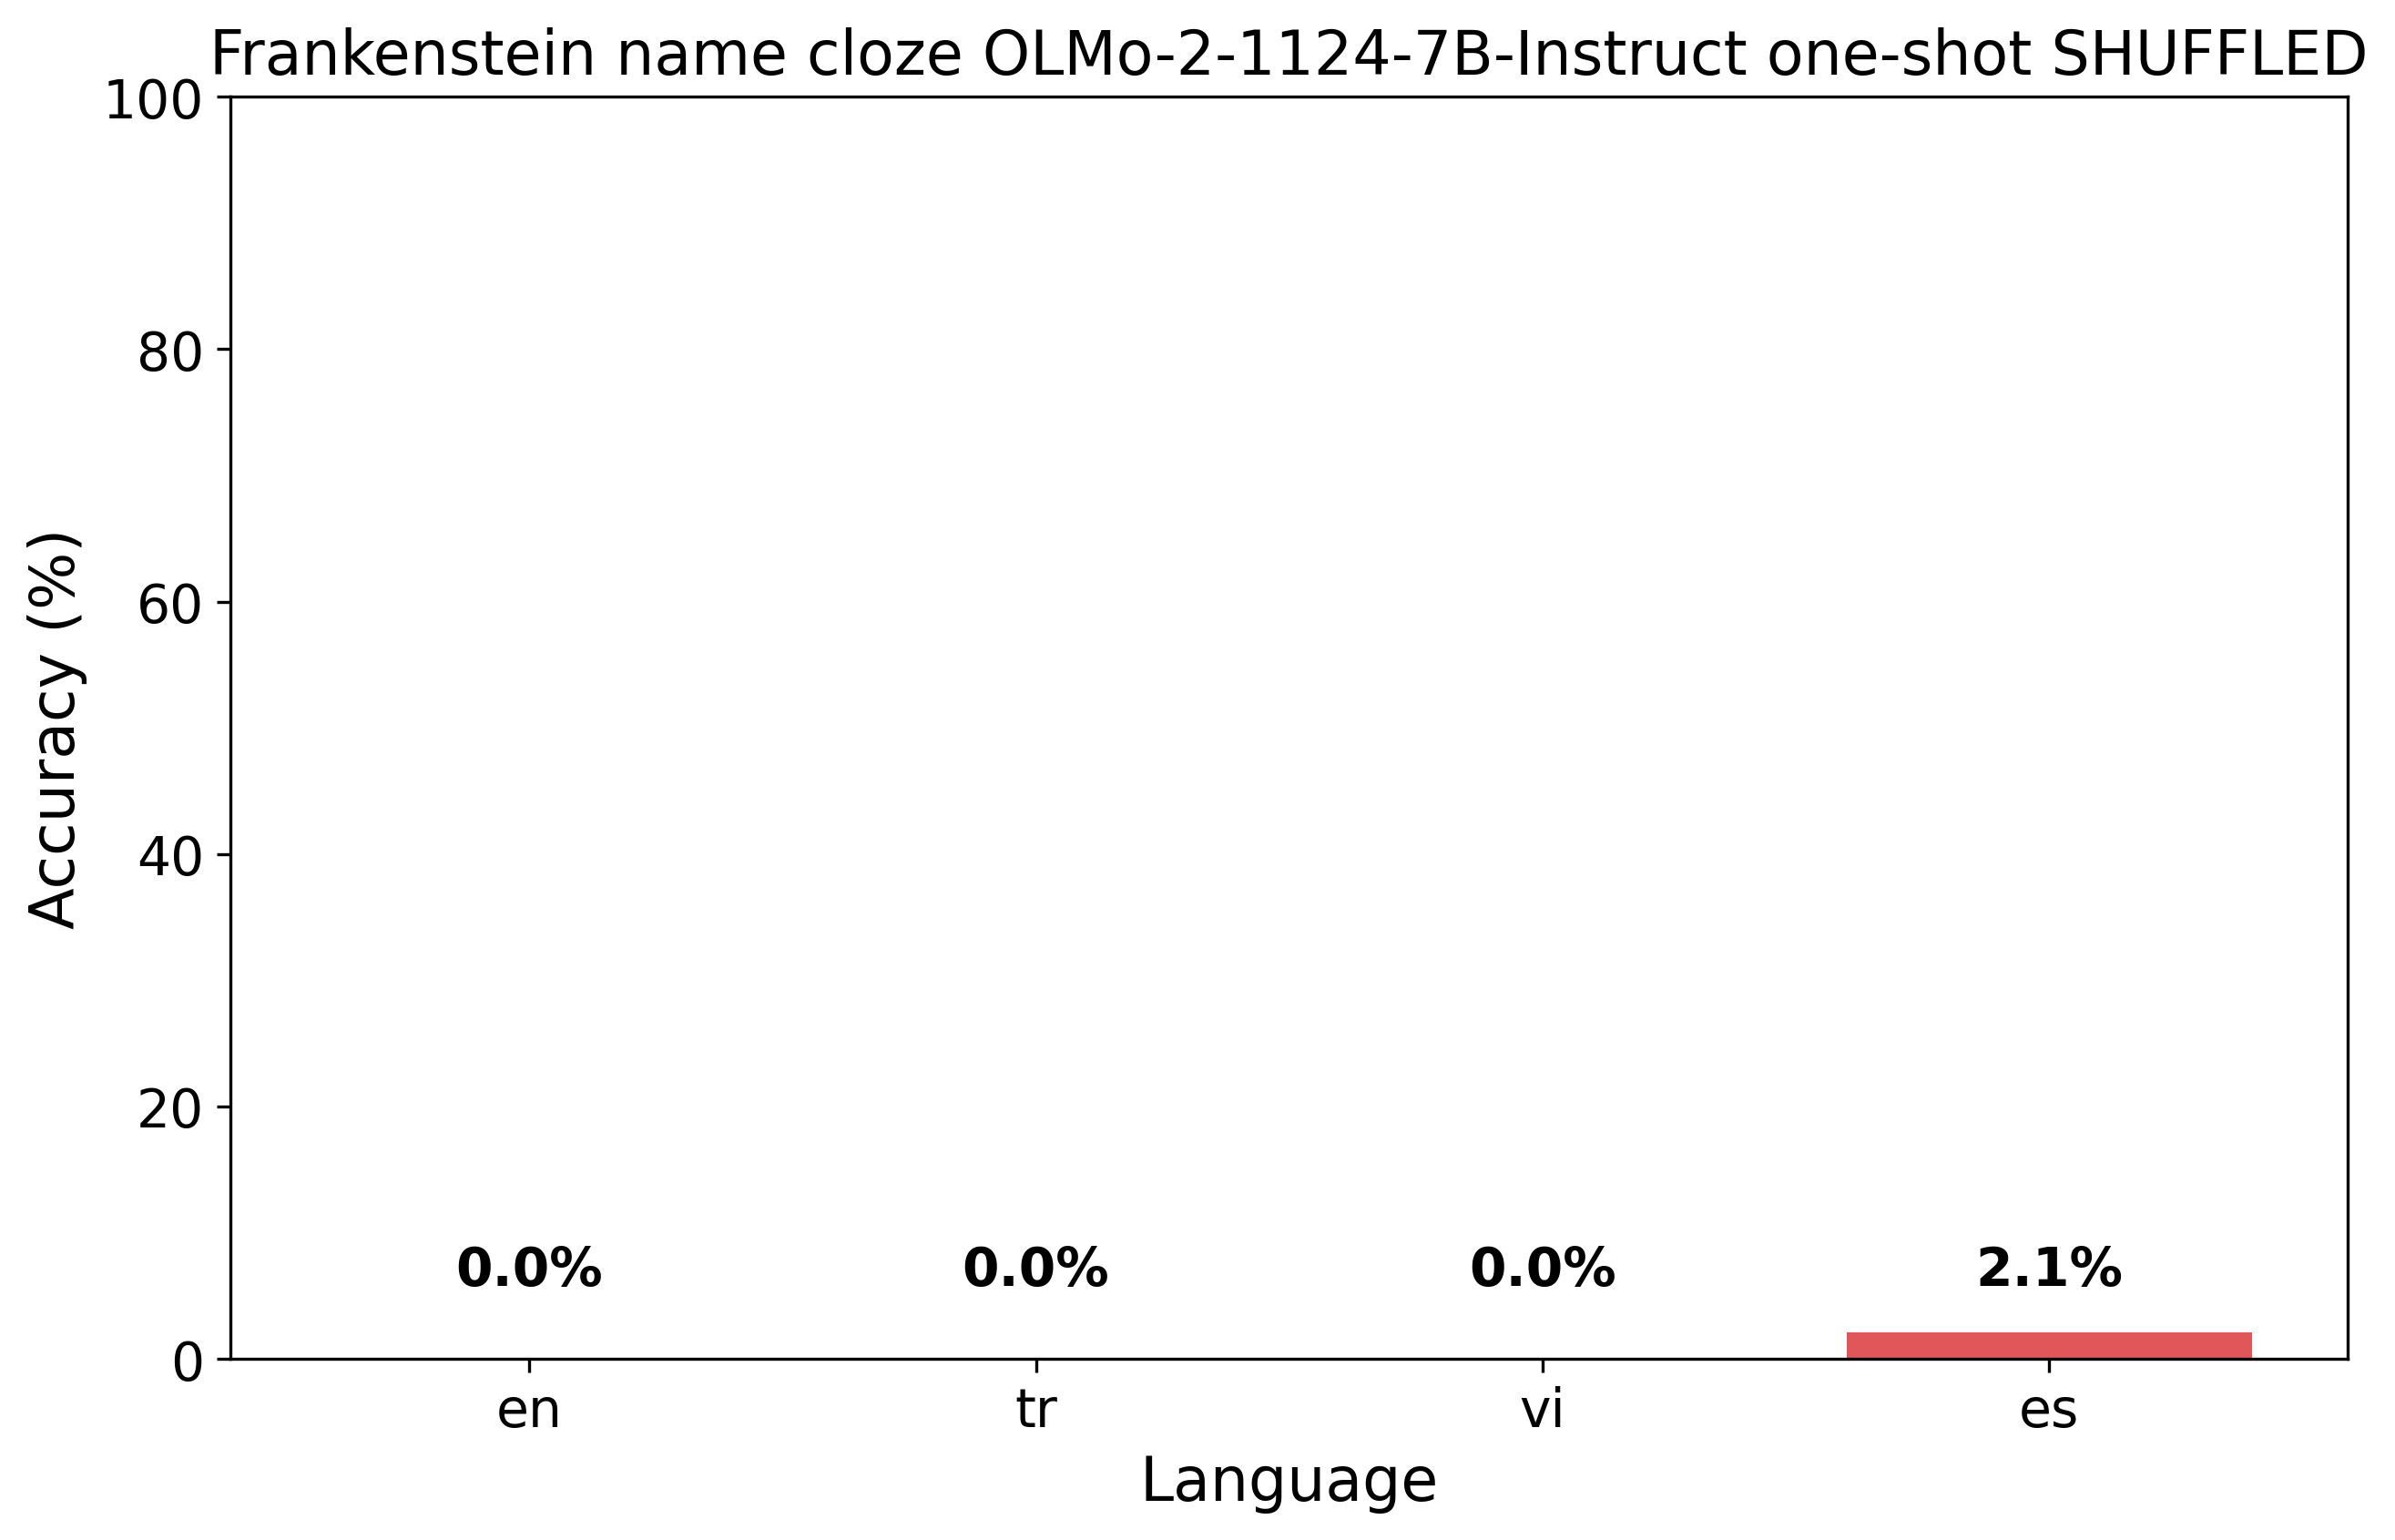 Frankenstein name cloze OLMo-2-1124-7B-Instruct one-shot SHUFFLED
Accuracy (%)
100
80
60
40
20
0
0.0%
0.0%
0.0%
2.1%
en
tr
vi
es
Language